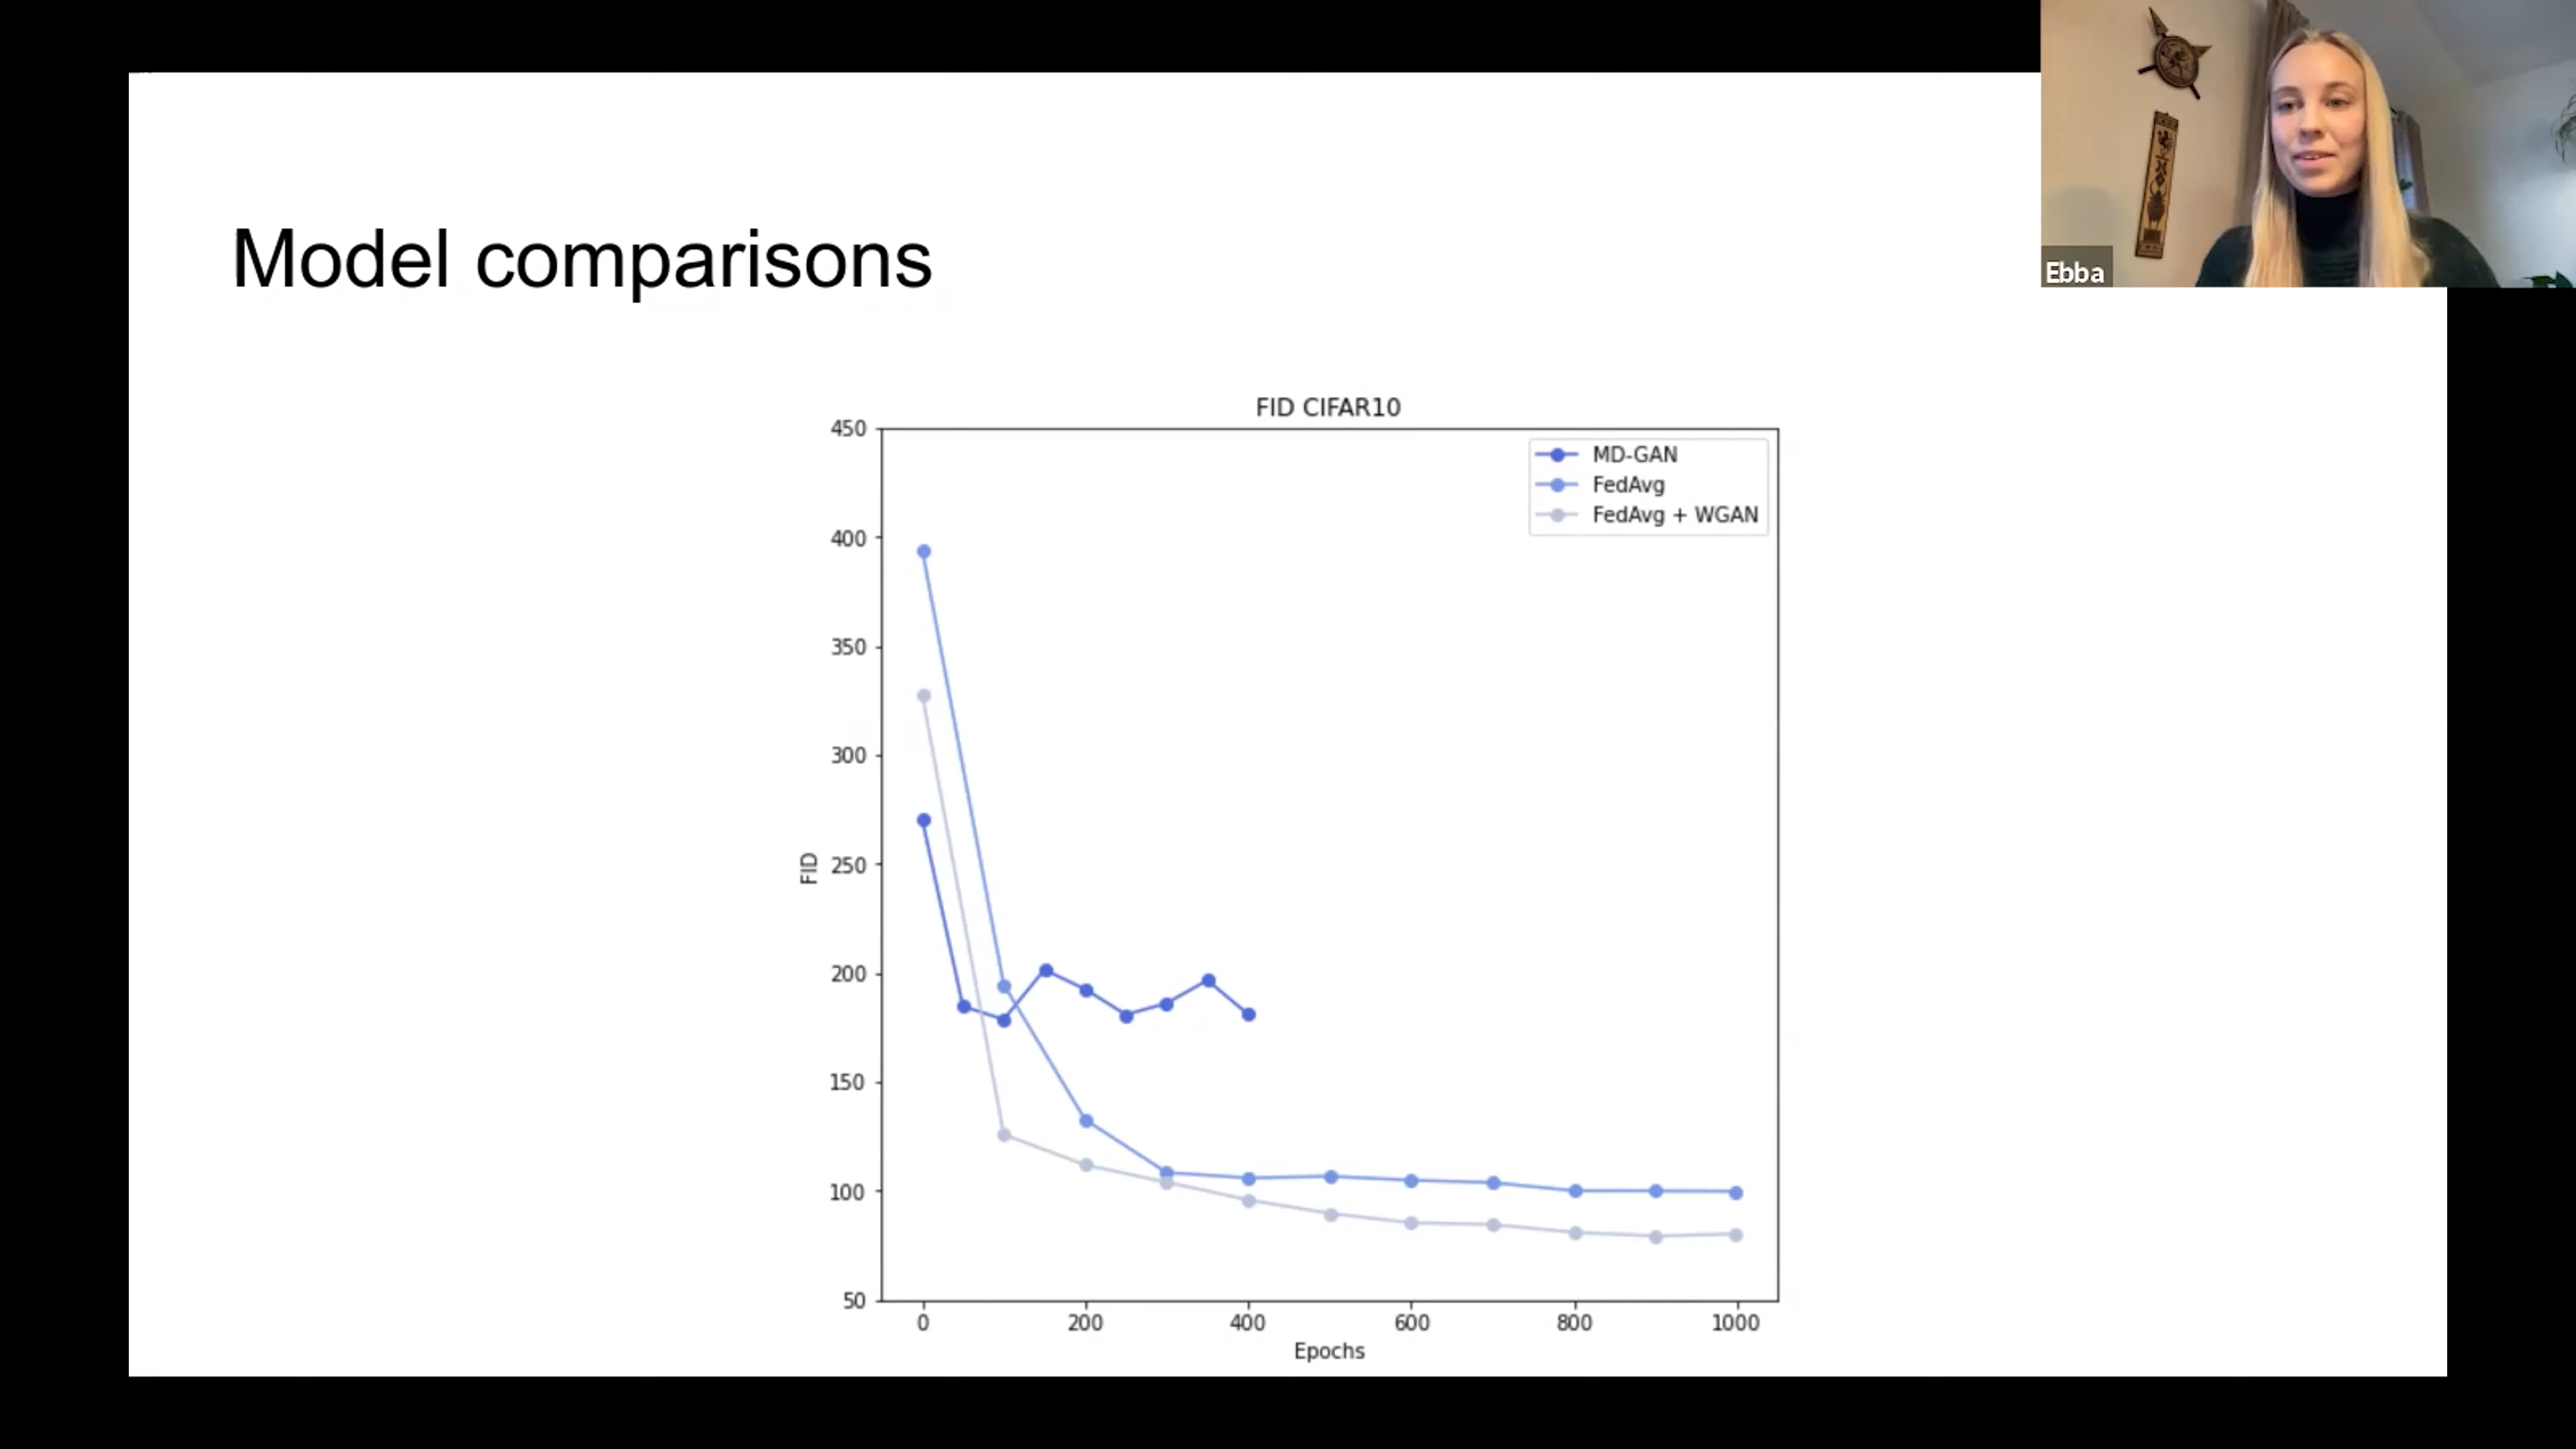 Ebba
Model comparisons
FID CIFAR10
MD-GAN
FedAvg
FedAvg + WGAN
450
400
350
300
250
200
150
100
50
FID
0 200 400 600 800 1000
Epochs